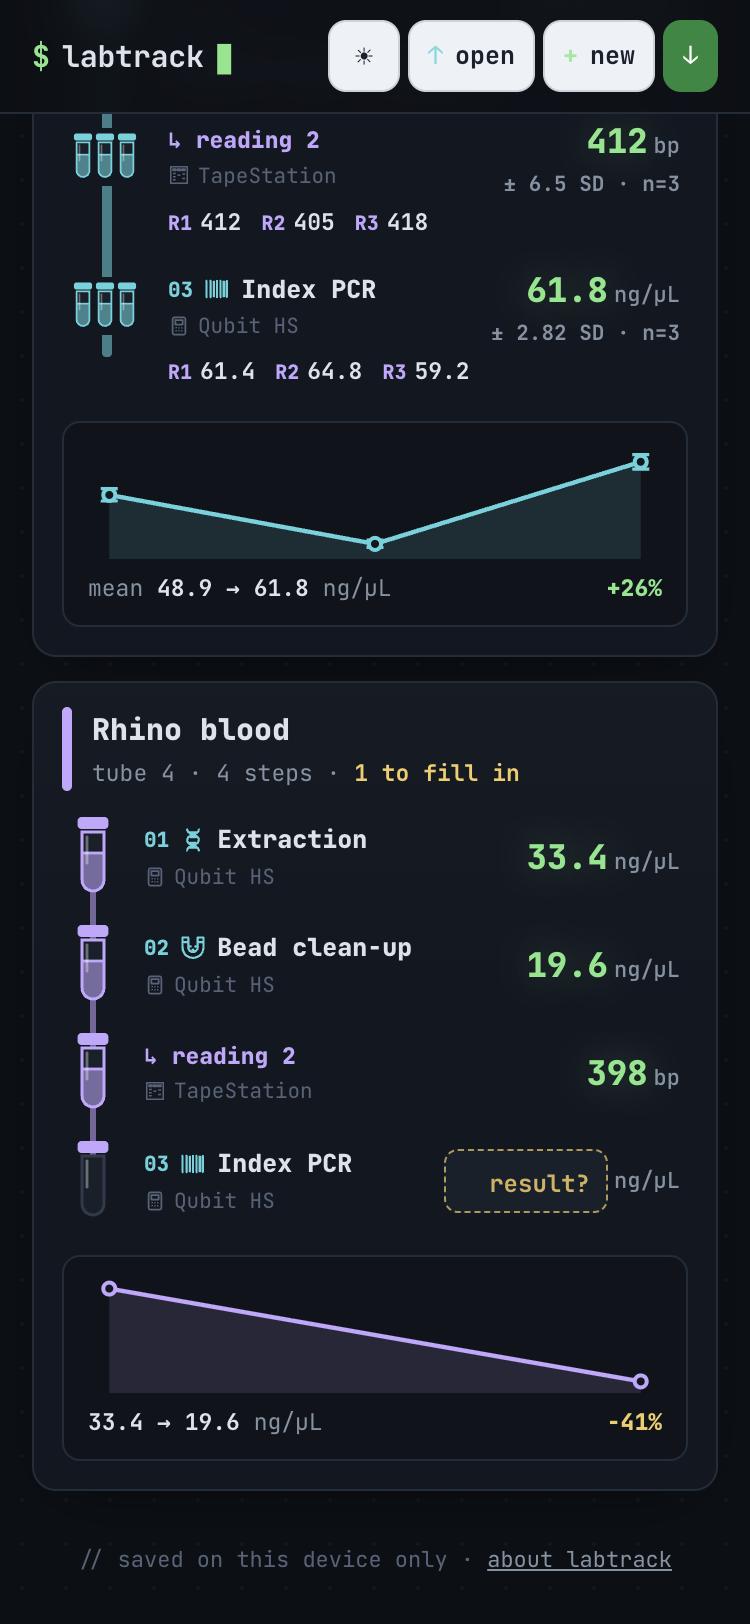 $ labtrack
☀ ↑ open + new ↓
↳ reading 2 412 bp
TapeStation ± 6.5 SD · n=3
R1 412 R2 405 R3 418
03 Index PCR 61.8 ng/µL
Qubit HS ± 2.82 SD · n=3
R1 61.4 R2 64.8 R3 59.2
mean 48.9 → 61.8 ng/µL +26%
Rhino blood
tube 4 · 4 steps · 1 to fill in
01 Extraction 33.4 ng/µL
Qubit HS
02 Bead clean-up 19.6 ng/µL
Qubit HS
↳ reading 2 398 bp
TapeStation
03 Index PCR result? ng/µL
Qubit HS
33.4 → 19.6 ng/µL -41%
// saved on this device only · about labtrack